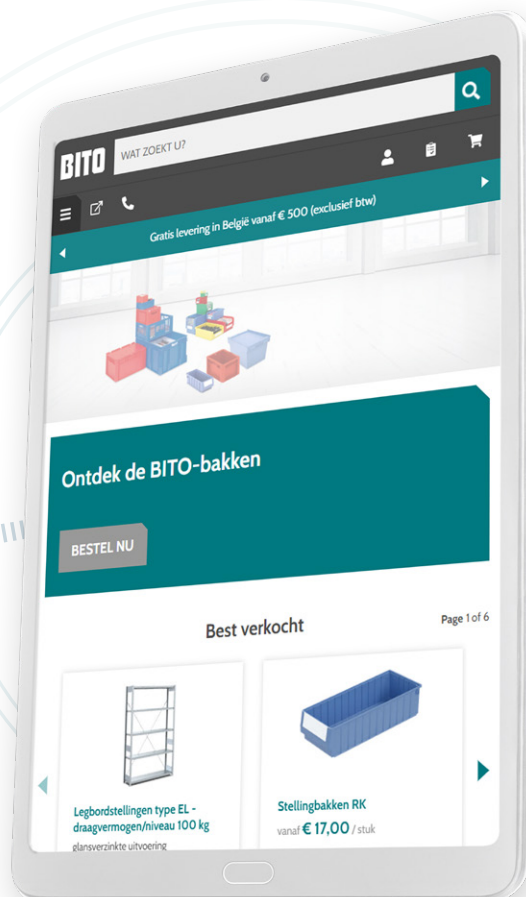 BITO
WAT ZOEKT U?
Gratis levering in België vanaf € 500 (exclusief btw)
Ontdek de BITO-bakken
BESTEL NU
Best verkocht
Page 1 of 6
Legbordstellingen type EL -
draagvermogen/niveau 100 kg
glansverzinkte uitvoering
Stellingbakken RK
vanaf € 17,00 / stuk